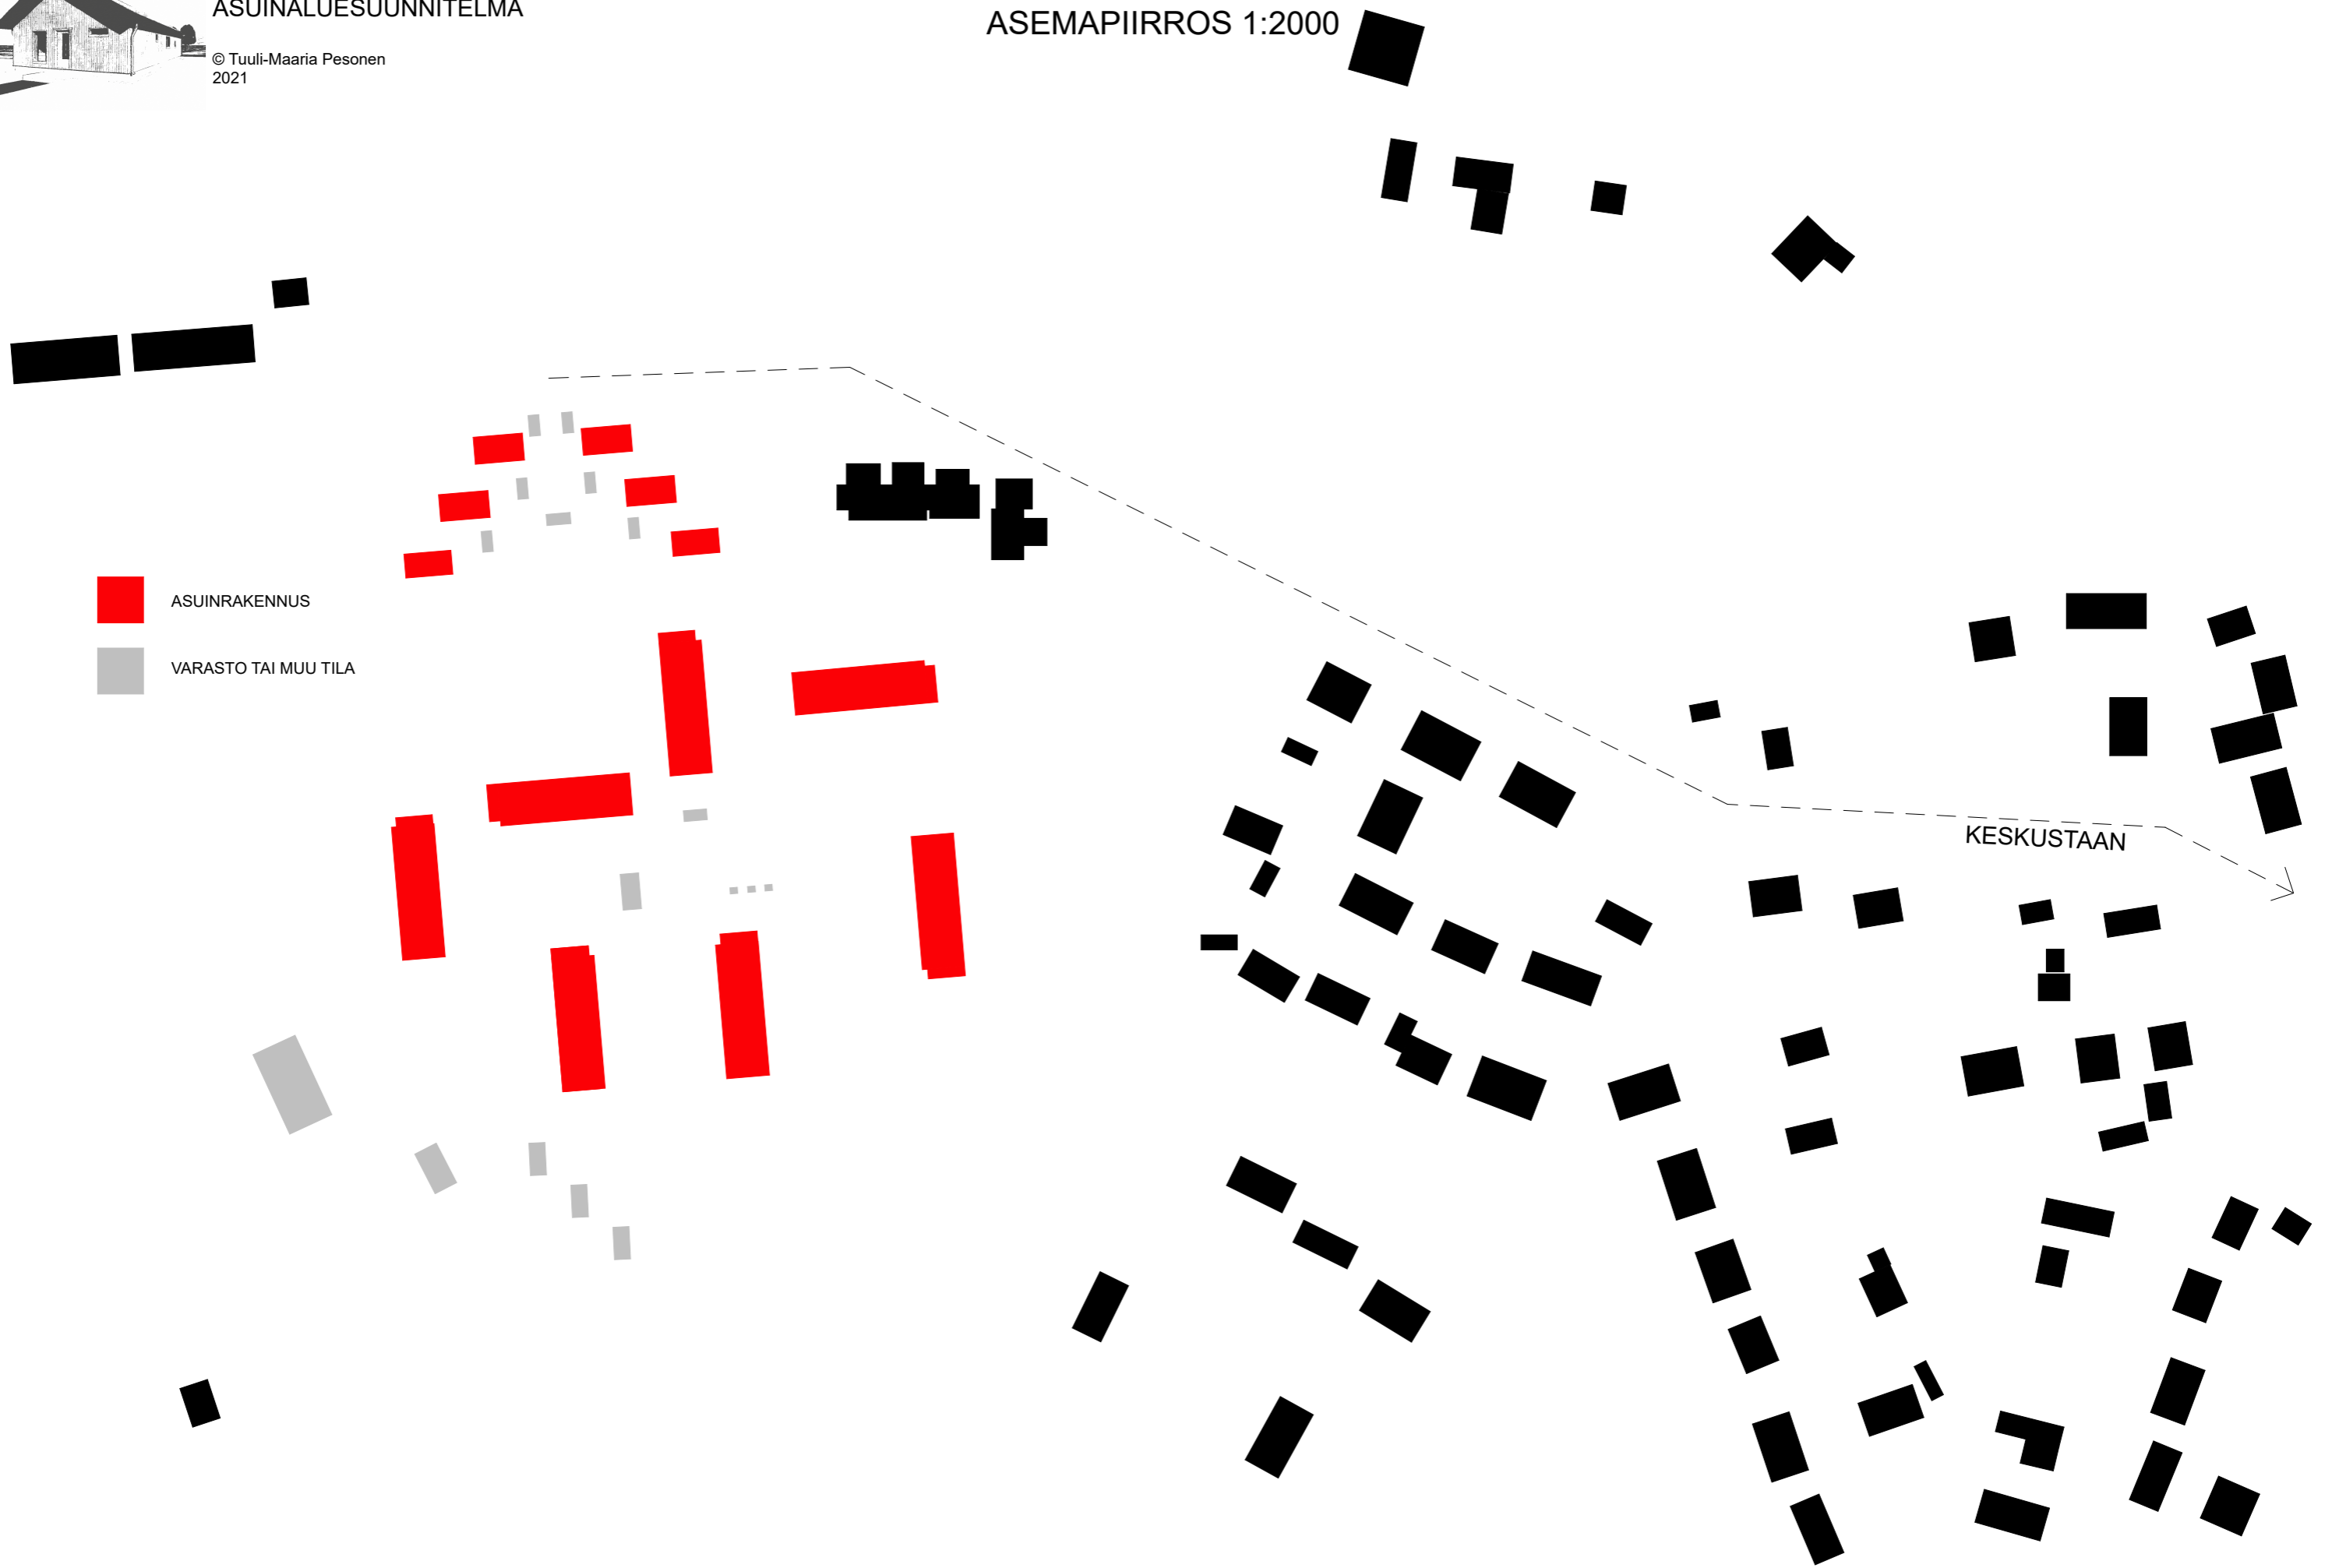 ASUINALUESUUNNITELMA
© Tuuli-Maaria Pesonen
2021
ASEMAPIIRROS 1:2000
ASUINRAKENNUS
VARASTO TAI MUU TILA
KESKUSTAAN